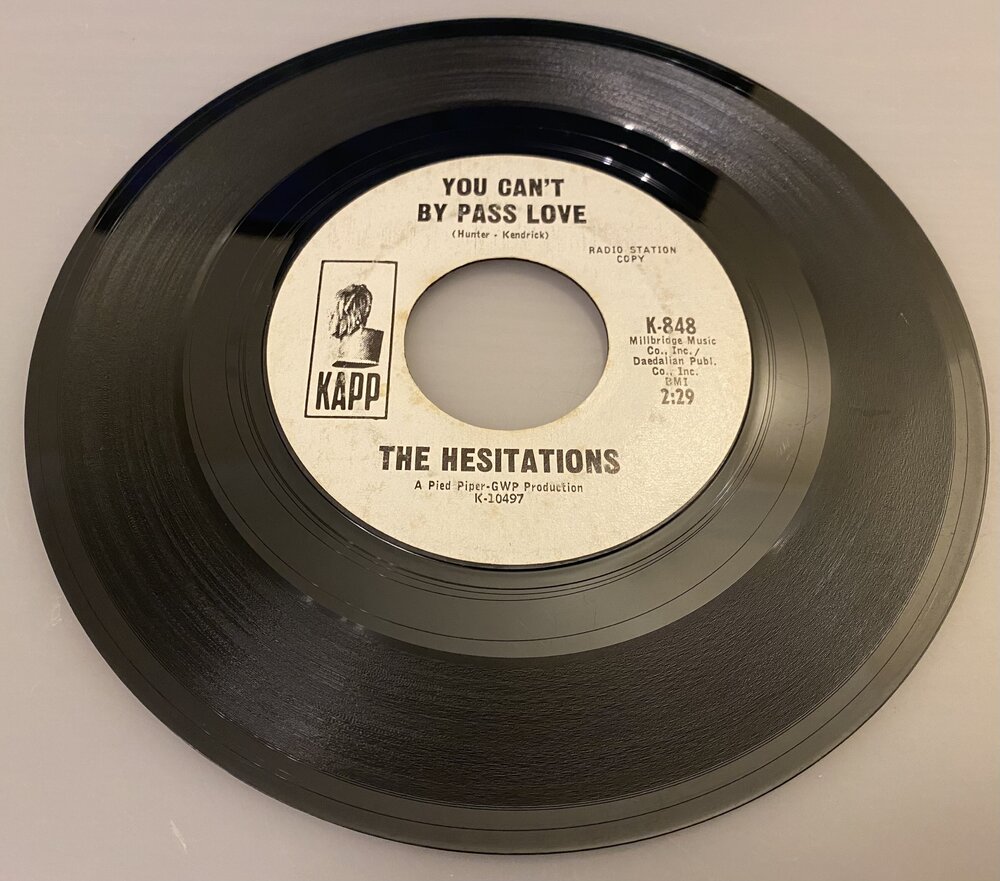 YOU CAN'T
BY PASS LOVE
(Hunter - Kendrick)
RADIO STATION
COPY
KAPP
K-848
Millbridge Music
Co., Inc./
Daedalian Publ.
Co., Inc.
BMI
2:29
THE HESITATIONS
A Pied Piper-GWP Production
K-10497